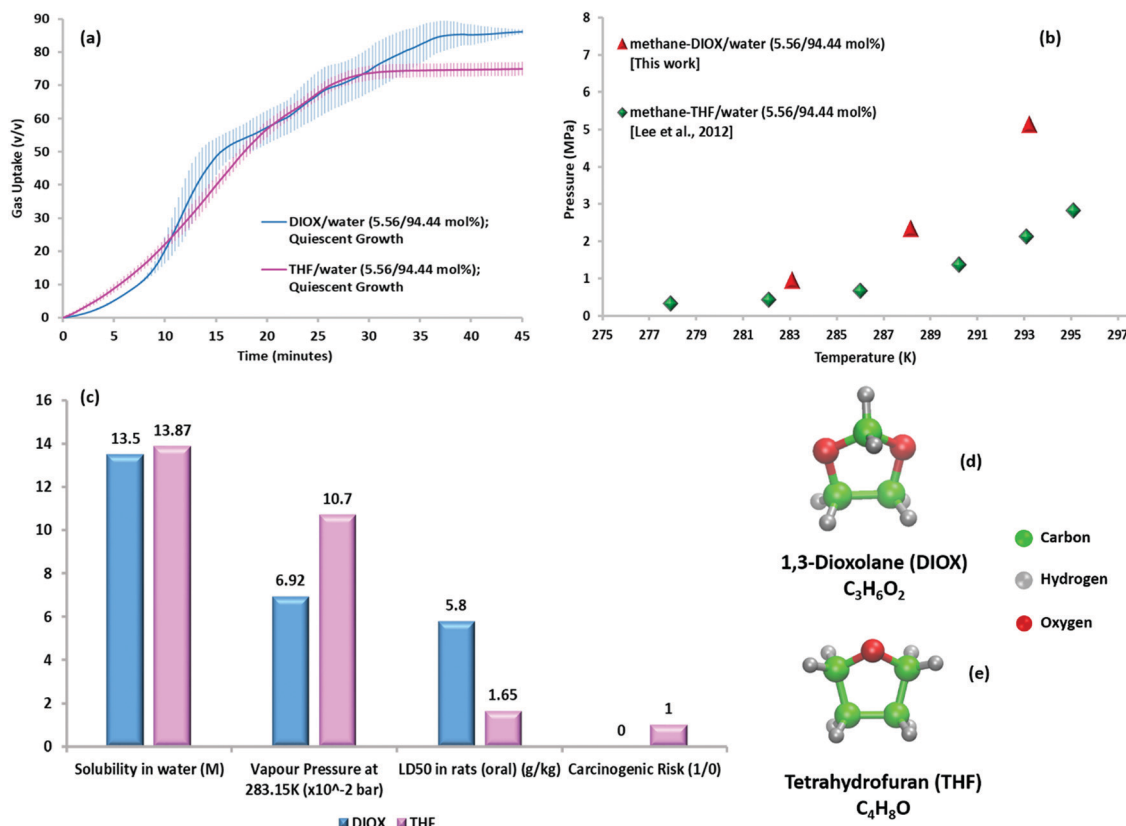 (a)
90
80
70
60
50
40
30
20
10
0
Gas Uptake (v/v)
DIOX/water (5.56/94.44 mol%);
Quiescent Growth
THF/water (5.56/94.44 mol%);
Quiescent Growth
0 5 10 15 20 25 30 35 40 45
Time (minutes)
(b)
8
7
6
5
4
3
2
1
0
Pressure (MPa)
methane-DIOX/water (5.56/94.44 mol%)
[This work]
methane-THF/water (5.56/94.44 mol%)
[Lee et al., 2012]
275 277 279 281 283 285 287 289 291 293 295 297
Temperature (K)
(c)
16
14
12
10
8
6
4
2
0
13.5
13.87
6.92
10.7
5.8
1.65
0
1
Solubility in water (M)
Vapour Pressure at
283.15K (x10^-2 bar)
LD50 in rats (oral) (g/kg)
Carcinogenic Risk (1/0)
DIOX THF
(d)
1,3-Dioxolane (DIOX)
C₃H₆O₂
Carbon
Hydrogen
Oxygen
(e)
Tetrahydrofuran (THF)
C₄H₈O